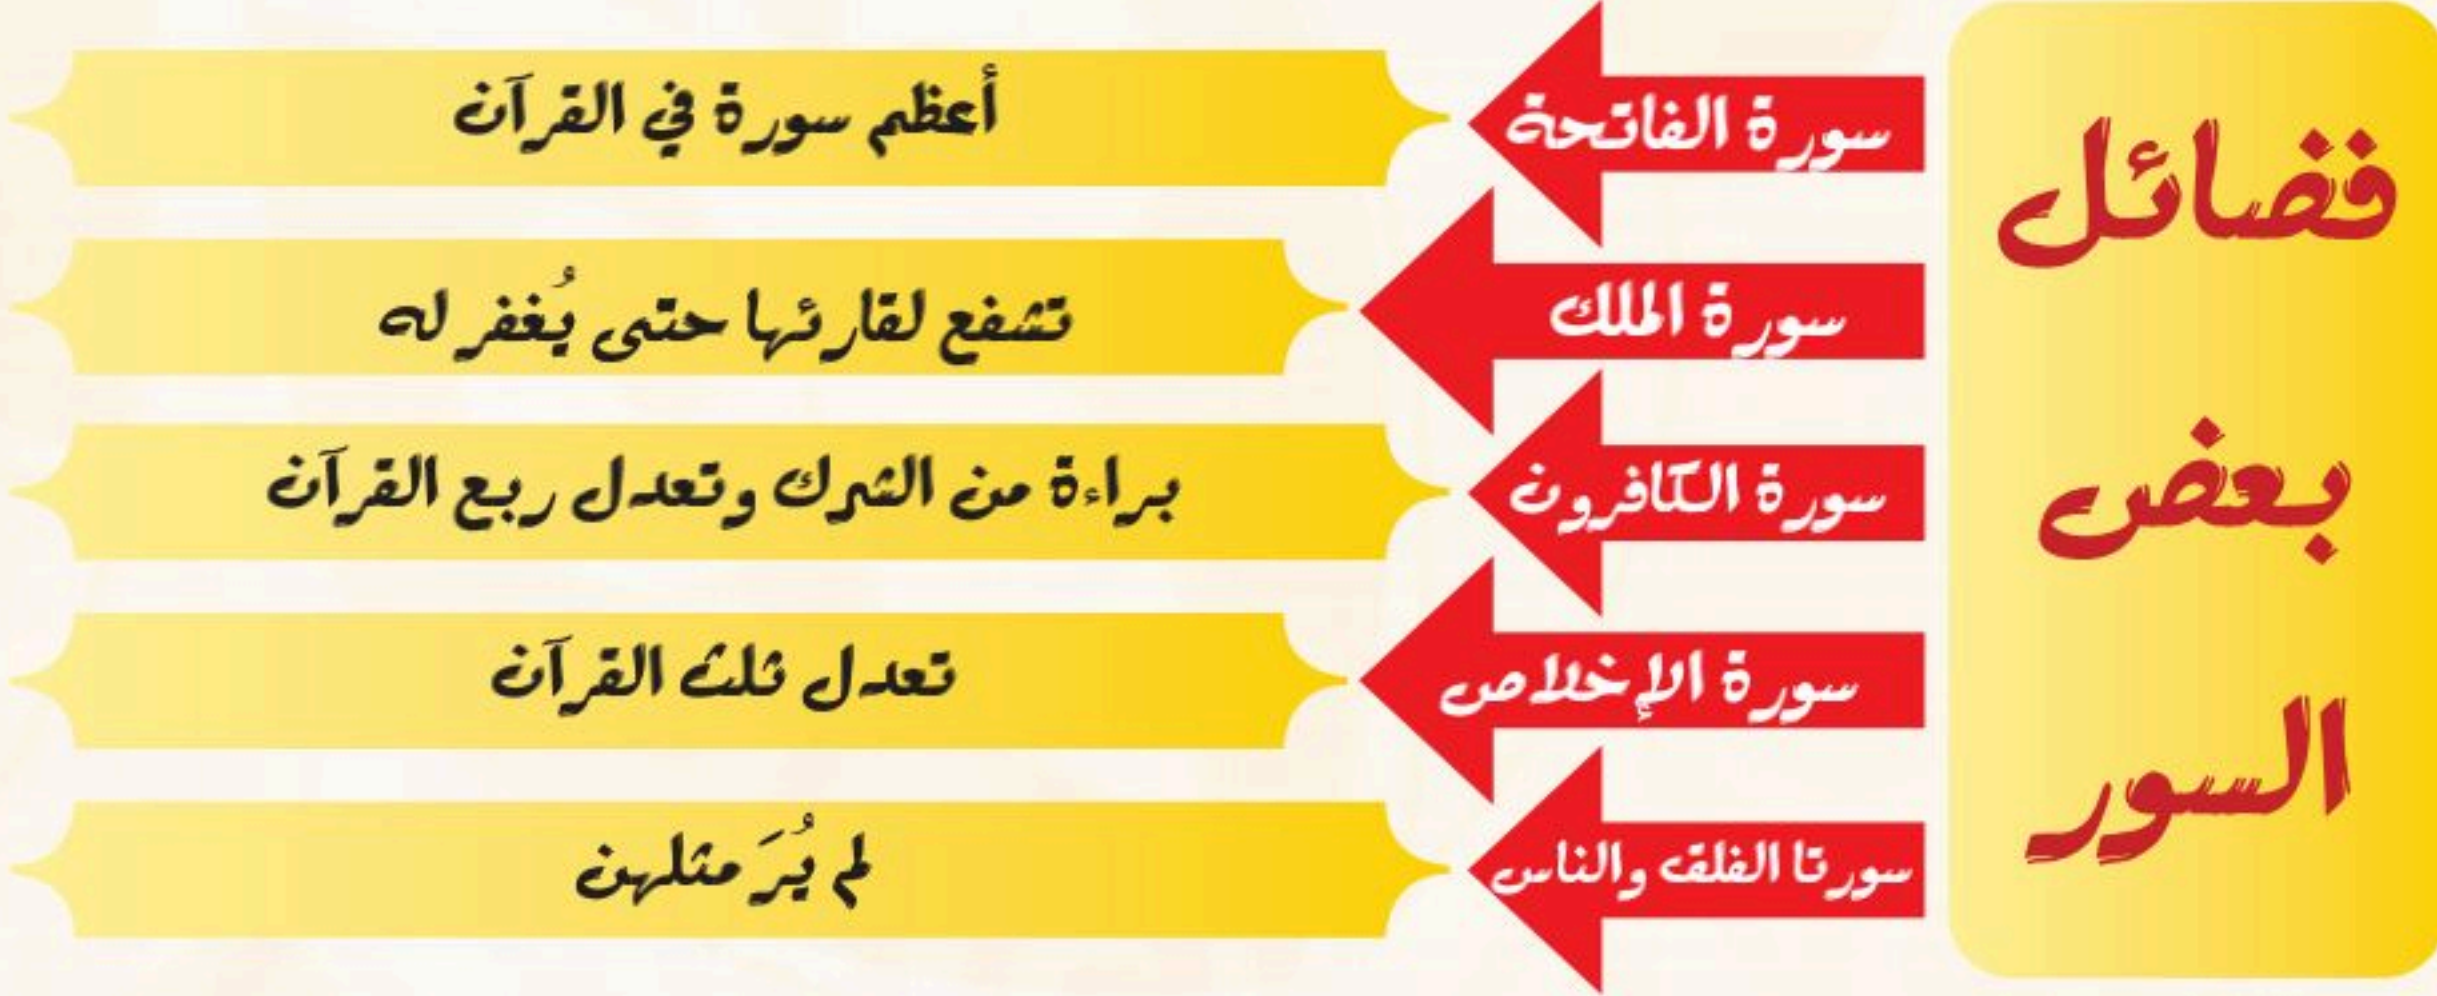 فضائل
بعض
السور
سورة الفاتحة
أعظم سورة في القرآن
سورة الملك
تشفع لقارئها حتى يُغفر له
سورة الكافرون
براءة من الشرك وتعدل ربع القرآن
سورة الإخلاص
تعدل ثلث القرآن
سورتا الفلق والناس
لم يُرَ مثلهن